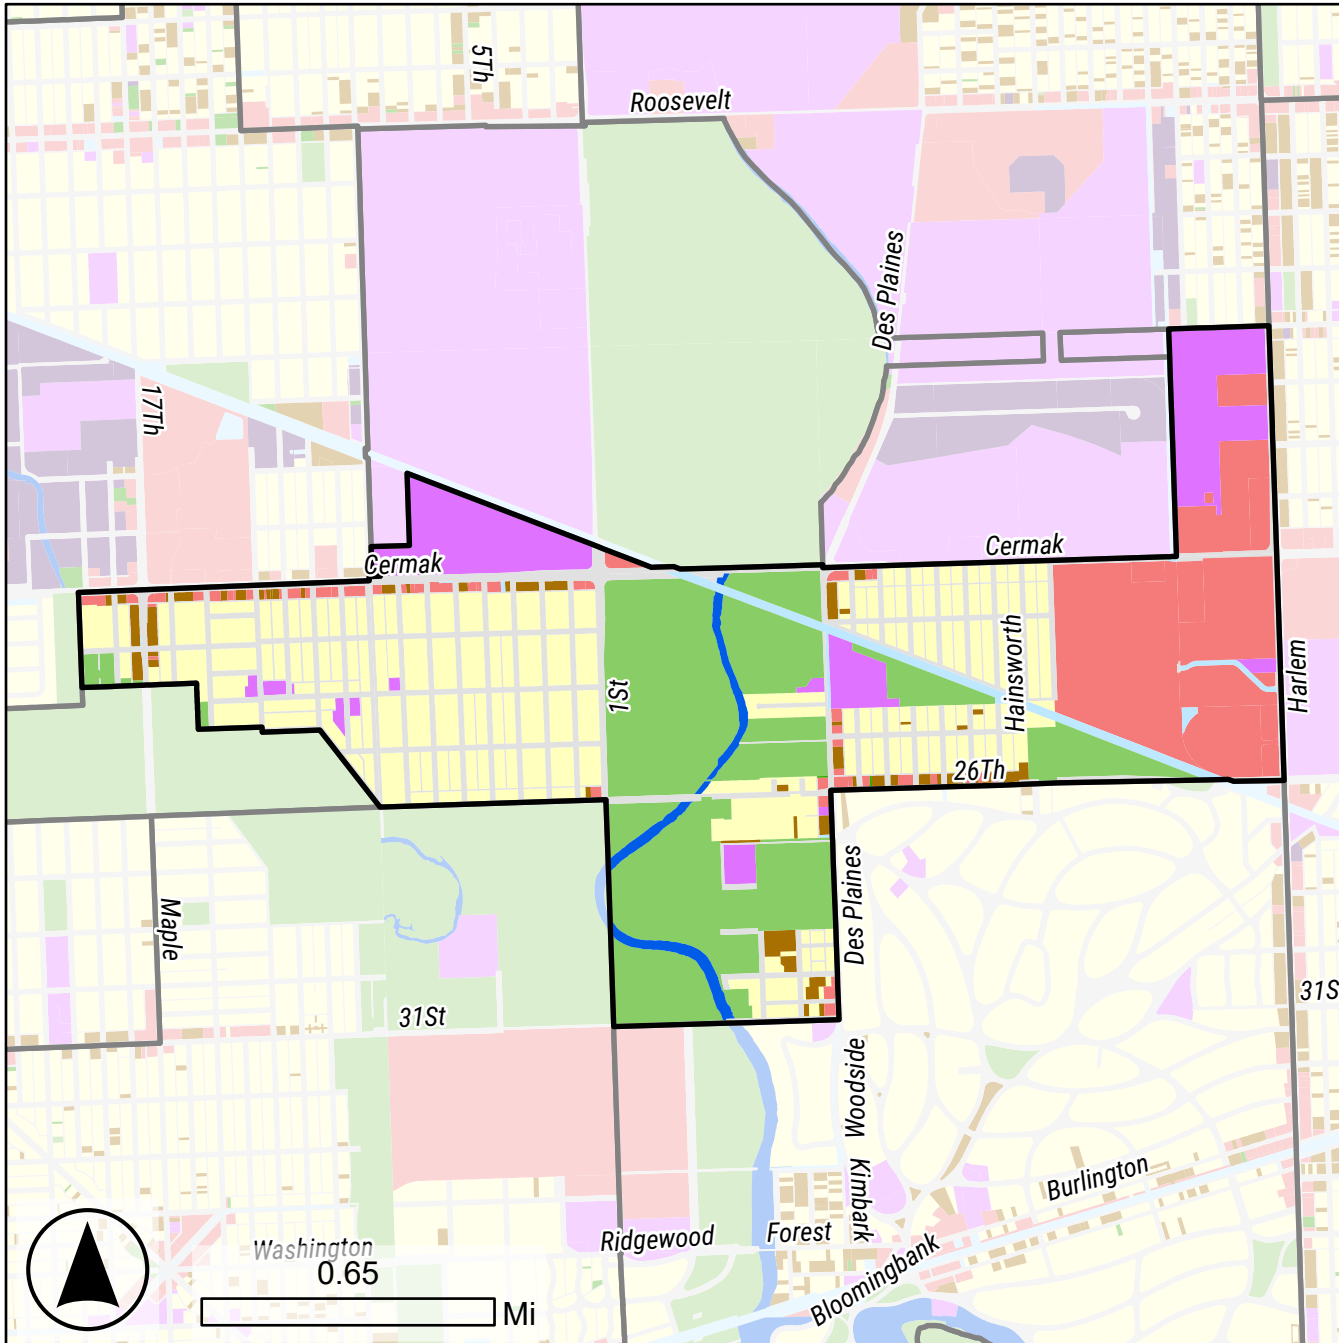 5Th
Roosevelt
Des Plaines
17Th
Cermak
Cermak
1St
Hainsworth
Harlem
26Th
Des Plaines
Maple
31St
31S
Woodside
Kimbark
Burlington
Ridgewood
Forest
Washington
Bloomingbank
0.65
Mi